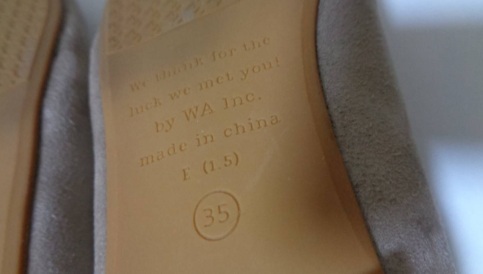 we thank for the
luck we met you!
by WA Inc.
made in china
F (1.5)
35